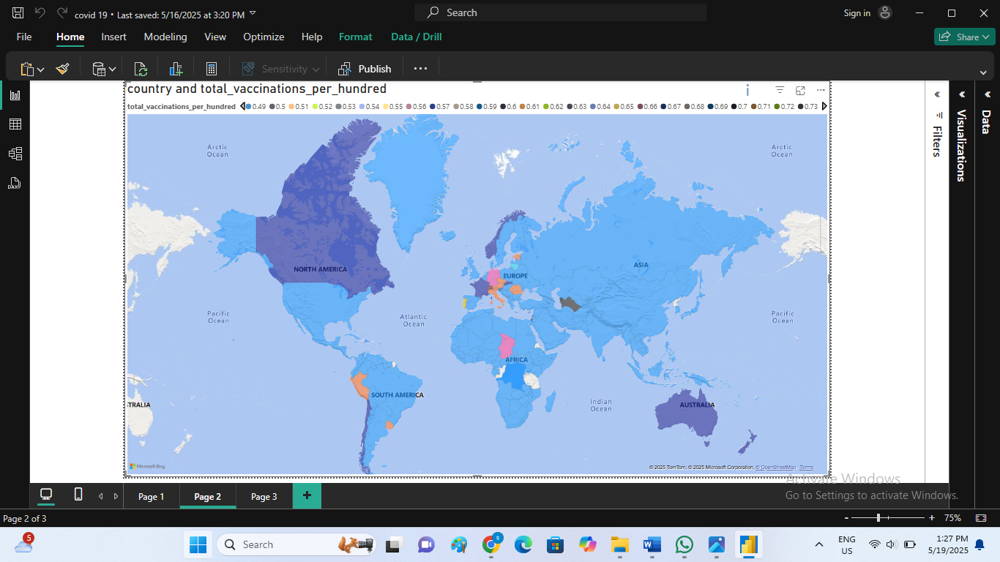 covid 19 • Last saved: 5/16/2025 at 3:20 PM
Search
Sign in
File Home Insert Modeling View Optimize Help Format Data / Drill
Share
Sensitivity
Publish
country and total_vaccinations_per_hundred
total_vaccinations_per_hundred 0.49 0.5 0.51 0.52 0.53 0.54 0.55 0.56 0.57 0.58 0.59 0.6 0.61 0.62 0.63 0.64 0.65 0.66 0.67 0.68 0.69 0.7 0.71 0.72 0.73
Filters
Visualizations
Data
DAX
Arctic
Ocean
Arctic
Ocean
NORTH AMERICA
EUROPE
ASIA
Pacific
Ocean
Atlantic
Ocean
Pacific
Ocean
AFRICA
SOUTH AMERICA
Indian
Ocean
TRALIA
AUSTRALIA
Microsoft Bing
© 2025 TomTom, © 2025 Microsoft Corporation, © OpenStreetMap Terms
Activate Windows
Go to Settings to activate Windows.
Page 1
Page 2
Page 3
+
Page 2 of 3
- + 75%
5
Search
S
ENG
US
1:27 PM
5/19/2025